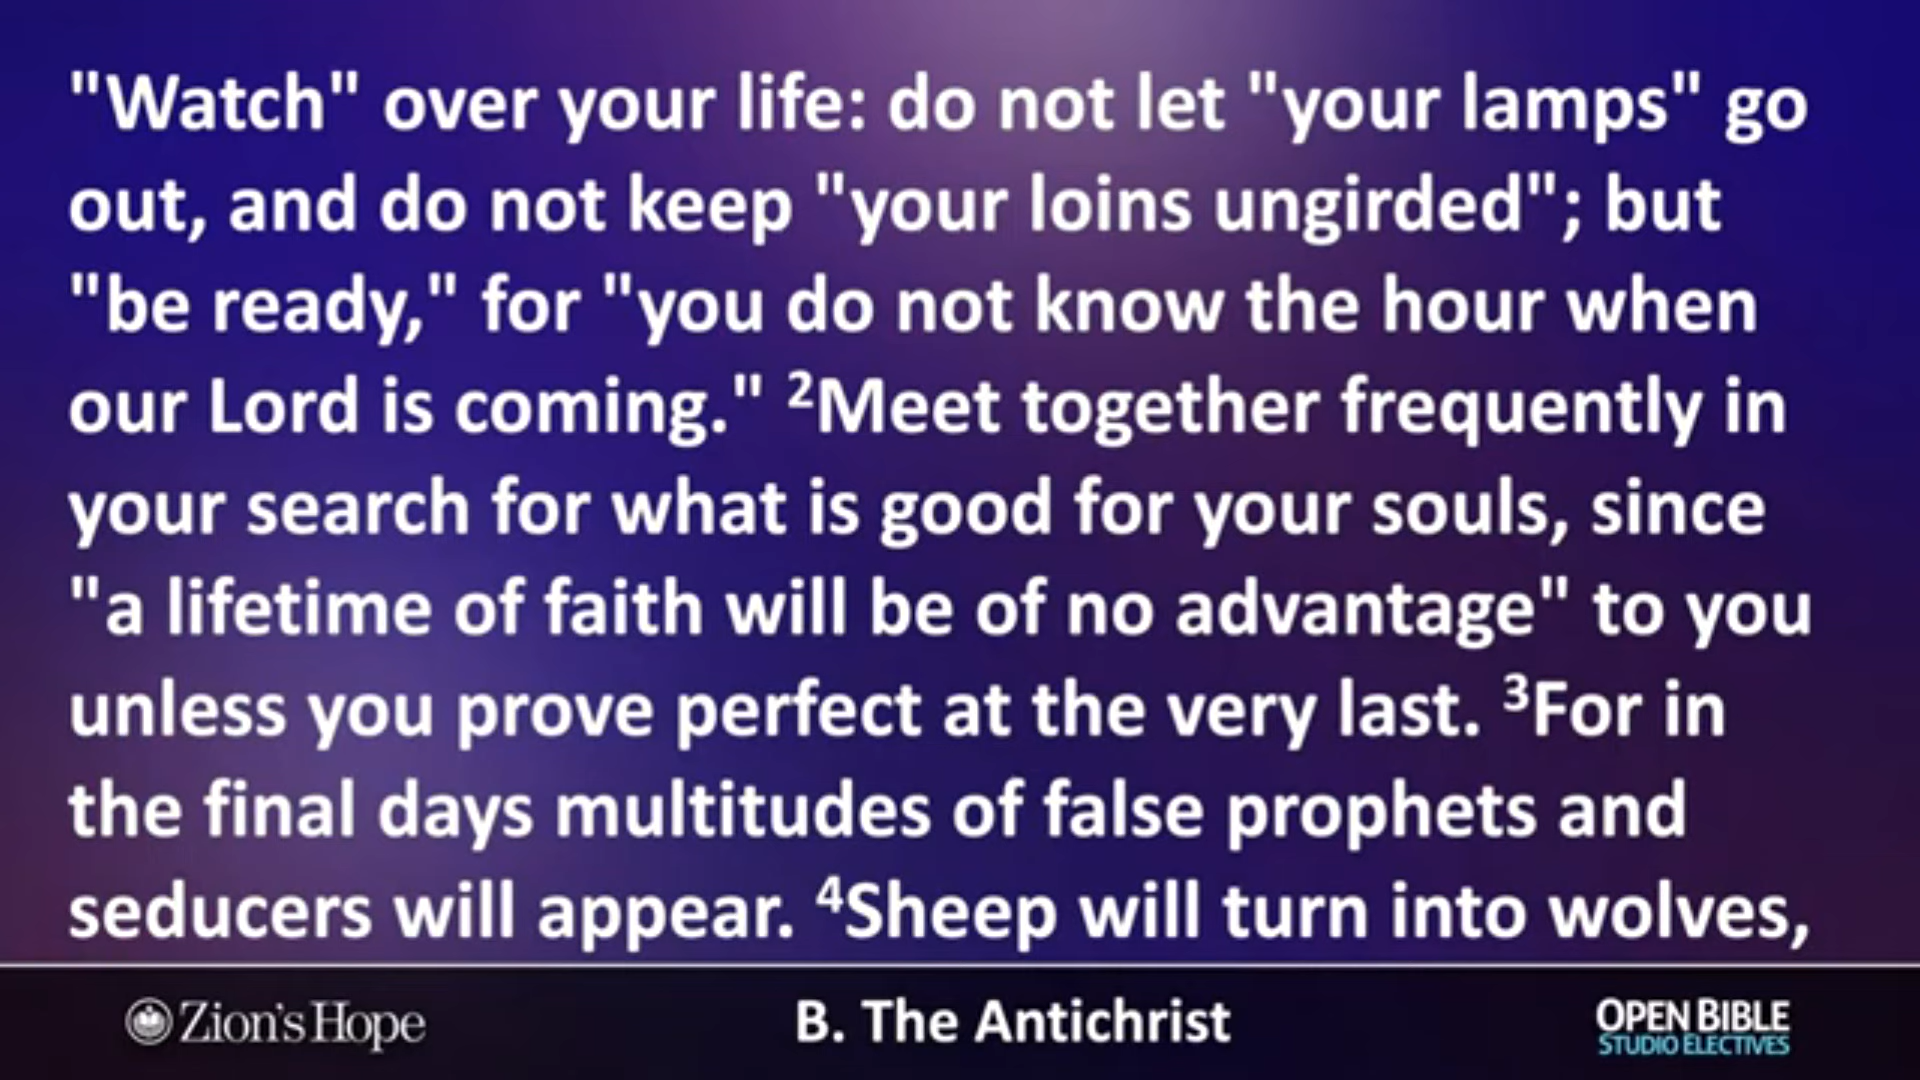 "Watch" over your life: do not let "your lamps" go
out, and do not keep "your loins ungirded"; but
"be ready," for "you do not know the hour when
our Lord is coming." ²Meet together frequently in
your search for what is good for your souls, since
"a lifetime of faith will be of no advantage" to you
unless you prove perfect at the very last. ³For in
the final days multitudes of false prophets and
seducers will appear. ⁴Sheep will turn into wolves,
Zion's Hope
B. The Antichrist
OPEN BIBLE
STUDIO ELECTIVES